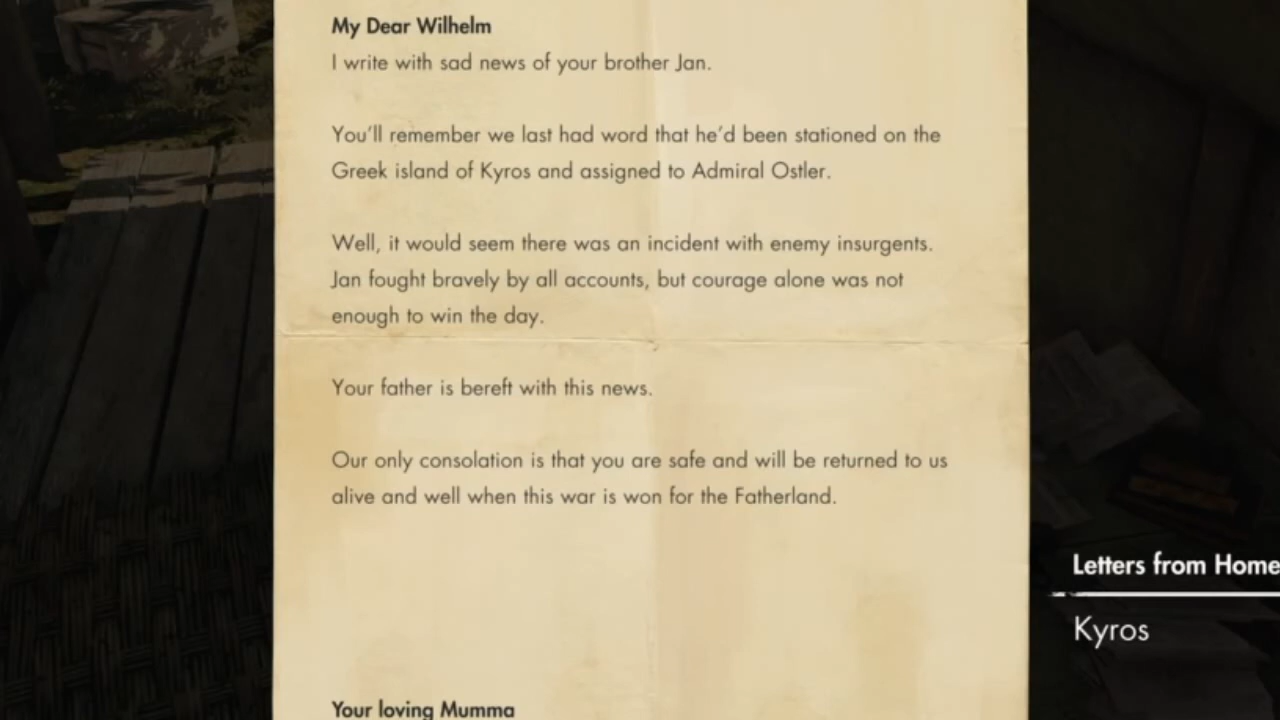 My Dear Wilhelm
I write with sad news of your brother Jan.
You'll remember we last had word that he'd been stationed on the
Greek island of Kyros and assigned to Admiral Ostler.
Well, it would seem there was an incident with enemy insurgents.
Jan fought bravely by all accounts, but courage alone was not
enough to win the day.
Your father is bereft with this news.
Our only consolation is that you are safe and will be returned to us
alive and well when this war is won for the Fatherland.
Your loving Mumma
Letters from Home
Kyros